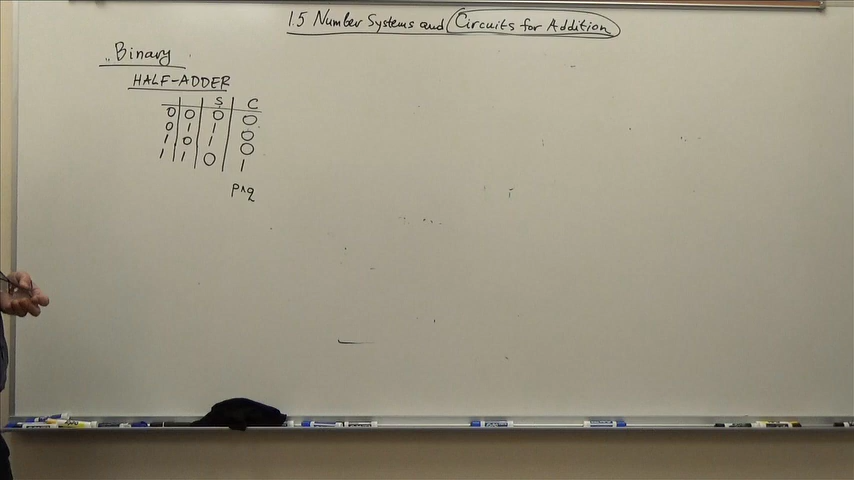 1.5 Number Systems and Circuits for Addition
Binary
HALF-ADDER
S C
0 0 0 0
0 1 1 0
1 0 1 0
1 1 0 1
p∧q